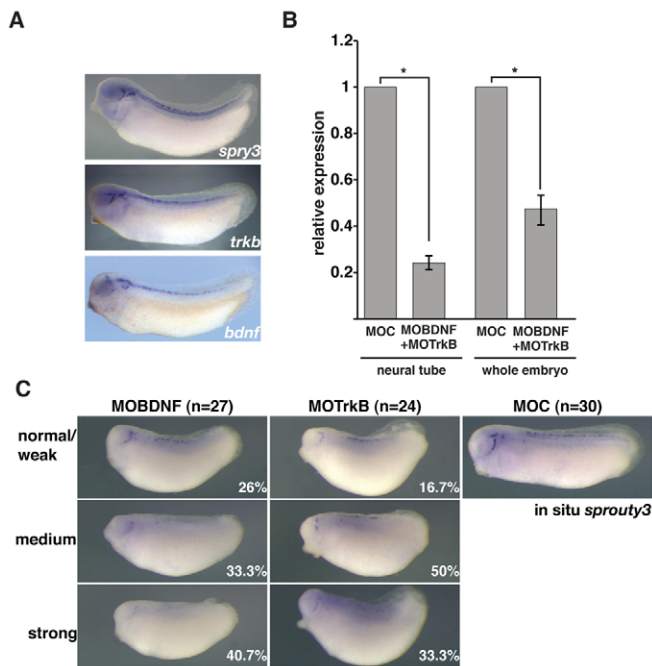 A
spry3
trkb
bdnf
B
1.2
1
0.8
0.6
0.4
0.2
relative expression
*
*
MOC
MOBDNF
+MOTrkB
MOC
MOBDNF
+MOTrkB
neural tube
whole embryo
C
MOBDNF (n=27)
MOTrkB (n=24)
MOC (n=30)
normal/
weak
26%
16.7%
in situ sprouty3
medium
33.3%
50%
strong
40.7%
33.3%